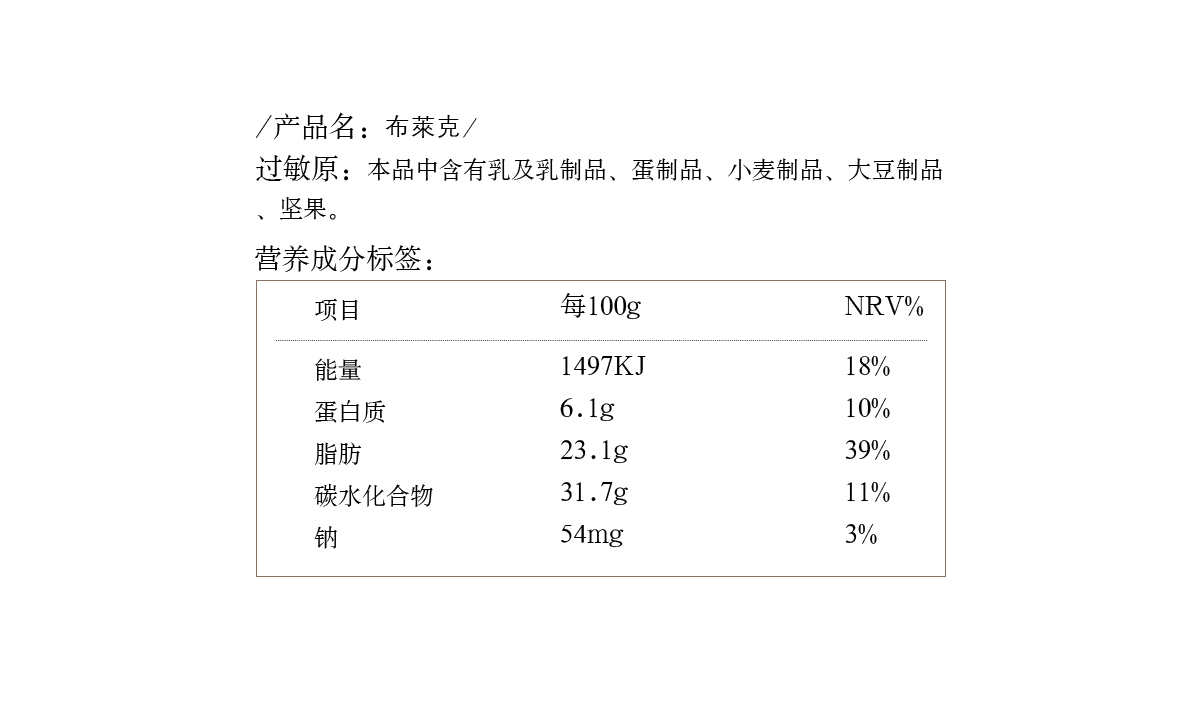 /产品名：布莱克/
过敏原：本品中含有乳及乳制品、蛋制品、小麦制品、大豆制品
、坚果。
营养成分标签：
项目 每100g NRV%
能量 1497KJ 18%
蛋白质 6.1g 10%
脂肪 23.1g 39%
碳水化合物 31.7g 11%
钠 54mg 3%